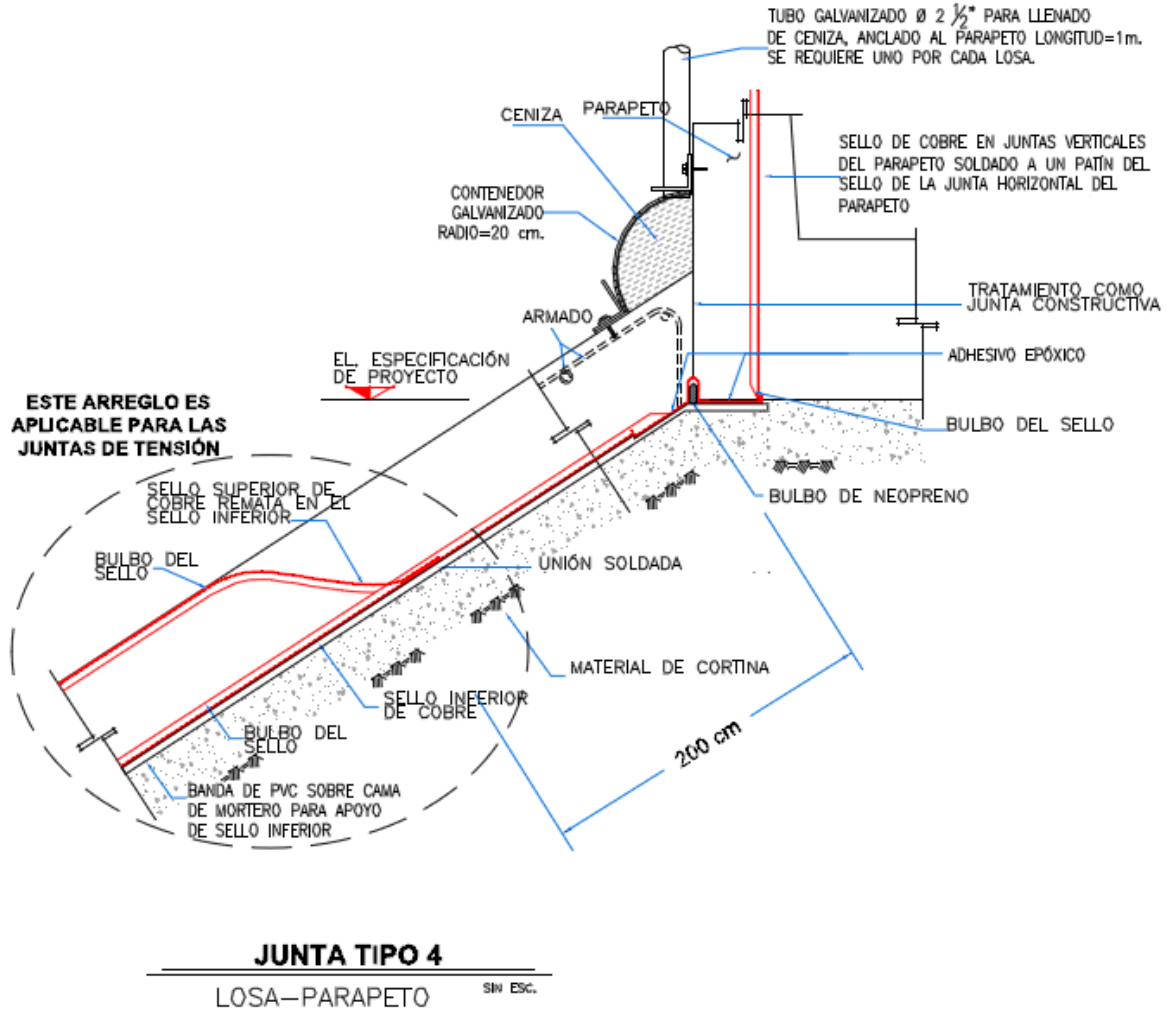 TUBO GALVANIZADO Ø 2 ½" PARA LLENADO
DE CENIZA, ANCLADO AL PARAPETO LONGITUD=1m.
SE REQUIERE UNO POR CADA LOSA.
CENIZA
PARAPETO
SELLO DE COBRE EN JUNTAS VERTICALES
DEL PARAPETO SOLDADO A UN PATÍN DEL
SELLO DE LA JUNTA HORIZONTAL DEL
PARAPETO
CONTENEDOR
GALVANIZADO
RADIO=20 cm.
TRATAMIENTO COMO
JUNTA CONSTRUCTIVA
ARMADO
EL. ESPECIFICACIÓN
DE PROYECTO
ADHESIVO EPÓXICO
ESTE ARREGLO ES
APLICABLE PARA LAS
JUNTAS DE TENSIÓN
BULBO DEL SELLO
SELLO SUPERIOR DE
COBRE REMATA EN EL
SELLO INFERIOR
BULBO DE NEOPRENO
BULBO DEL
SELLO
UNIÓN SOLDADA
MATERIAL DE CORTINA
SELLO INFERIOR
DE COBRE
BULBO DEL
SELLO
200 cm
BANDA DE PVC SOBRE CAMA
DE MORTERO PARA APOYO
DE SELLO INFERIOR
JUNTA TIPO 4
LOSA-PARAPETO
SIN ESC.